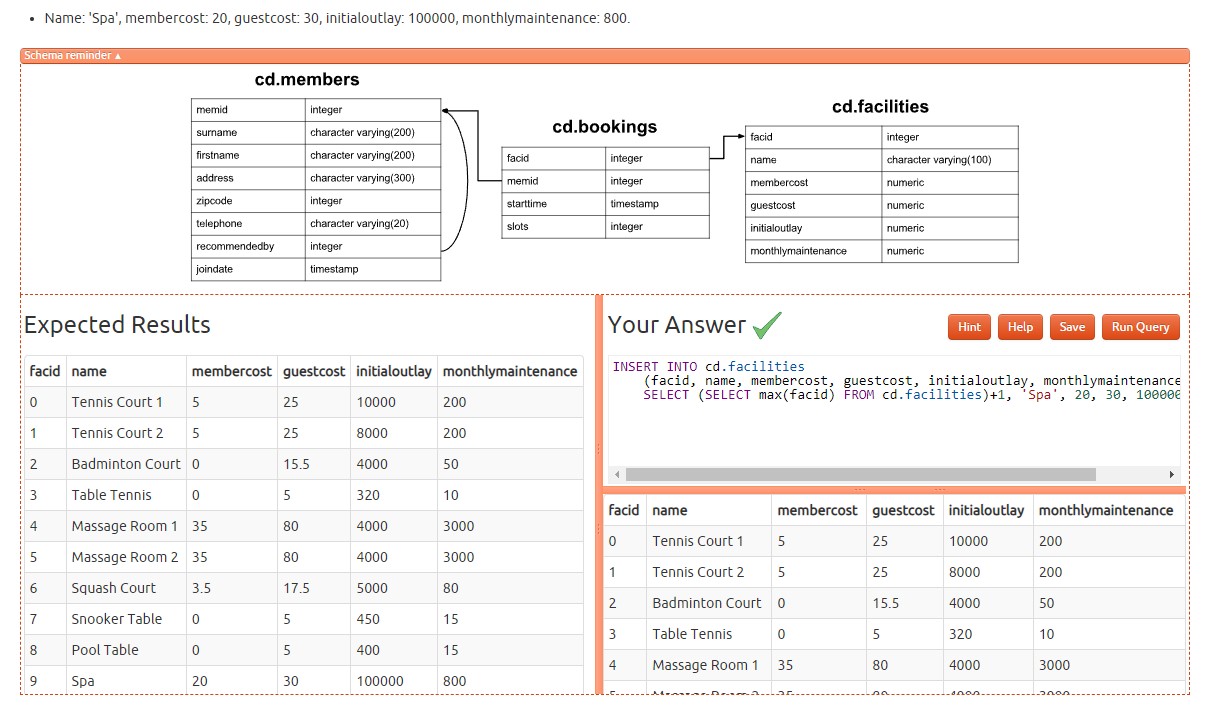 • Name: 'Spa', membercost: 20, guestcost: 30, initialoutlay: 100000, monthlymaintenance: 800.
Schema reminder ▲
cd.members
memid integer
surname character varying(200)
firstname character varying(200)
address character varying(300)
zipcode integer
telephone character varying(20)
recommendedby integer
joindate timestamp
cd.bookings
facid integer
memid integer
starttime timestamp
slots integer
cd.facilities
facid integer
name character varying(100)
membercost numeric
guestcost numeric
initialoutlay numeric
monthlymaintenance numeric
Expected Results
facid name membercost guestcost initialoutlay monthlymaintenance
0 Tennis Court 1 5 25 10000 200
1 Tennis Court 2 5 25 8000 200
2 Badminton Court 0 15.5 4000 50
3 Table Tennis 0 5 320 10
4 Massage Room 1 35 80 4000 3000
5 Massage Room 2 35 80 4000 3000
6 Squash Court 3.5 17.5 5000 80
7 Snooker Table 0 5 450 15
8 Pool Table 0 5 400 15
9 Spa 20 30 100000 800
Your Answer
Hint Help Save Run Query
INSERT INTO cd.facilities
(facid, name, membercost, guestcost, initialoutlay, monthlymaintenance
SELECT (SELECT max(facid) FROM cd.facilities)+1, 'Spa', 20, 30, 100000
facid name membercost guestcost initialoutlay monthlymaintenance
0 Tennis Court 1 5 25 10000 200
1 Tennis Court 2 5 25 8000 200
2 Badminton Court 0 15.5 4000 50
3 Table Tennis 0 5 320 10
4 Massage Room 1 35 80 4000 3000